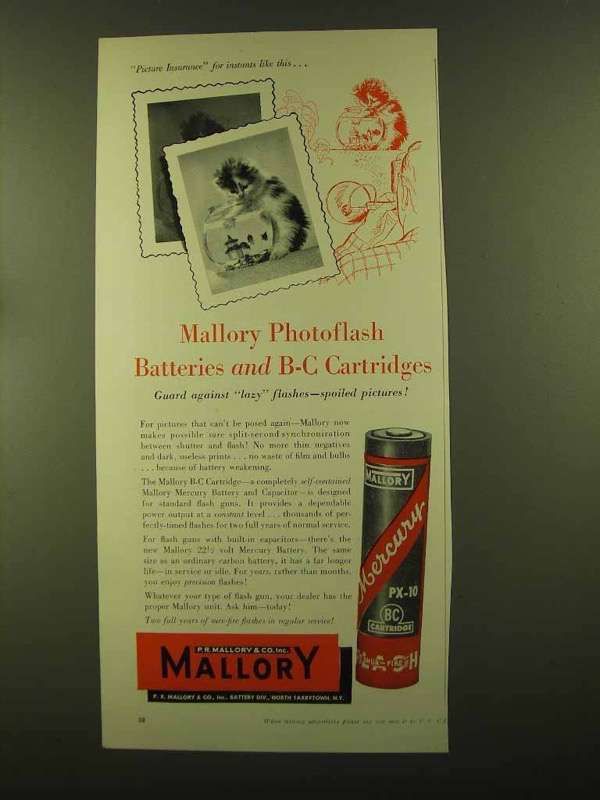 "Picture Insurance" for instants like this . . .
Mallory Photoflash
Batteries and B-C Cartridges
Guard against "lazy" flashes—spoiled pictures!
For pictures that can't be posed again—Mallory now
makes possible sure split-second synchronization
between shutter and flash! No more thin negatives
and dark, useless prints . . . no waste of film and bulbs
. . . because of battery weakening.
The Mallory B-C Cartridge—a completely self-contained
Mallory Mercury Battery and Capacitor—is designed
for standard flash guns. It provides a dependable
power output at a constant level . . . thousands of per-
fectly-timed flashes for two full years of normal service.
For flash guns with built-in capacitors—there's the
new Mallory 22½ volt Mercury Battery. The same
size as an ordinary carbon battery, it has a far longer
life—in service or idle. For years, rather than months,
you enjoy precision flashes!
Whatever your type of flash gun, your dealer has the
proper Mallory unit. Ask him—today!
Two full years of sure-fire flashes in regular service!
MALLORY
Mercury
PX-10
BC
CARTRIDGE
FLASH
P. R. MALLORY & CO. Inc.
MALLORY
P. R. MALLORY & CO., Inc., BATTERY DIV., NORTH TARRYTOWN, N.Y.
38
When writing advertisers please say you